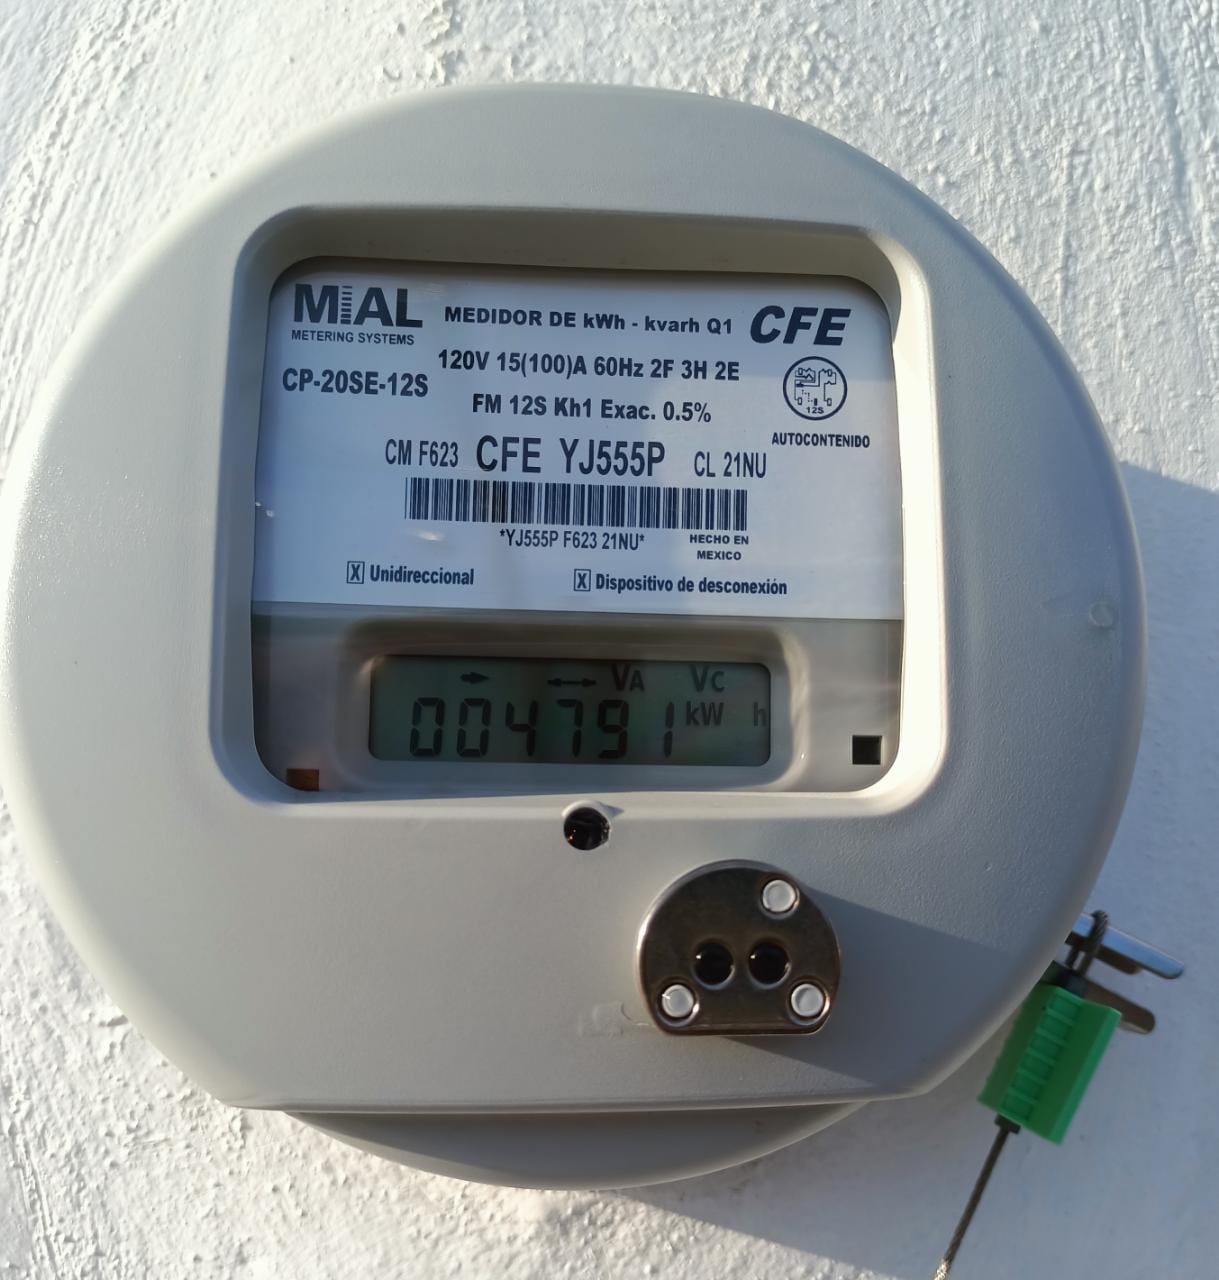 MIAL
METERING SYSTEMS
MEDIDOR DE kWh - kvarh Q1
CFE
CP-20SE-12S
120V 15(100)A 60Hz 2F 3H 2E
FM 12S Kh1 Exac. 0.5%
12S
AUTOCONTENIDO
CM F623 CFE YJ555P CL 21NU
*YJ555P F623 21NU*
HECHO EN
MEXICO
X Unidireccional
X Dispositivo de desconexión
VA VC
004791 kW h